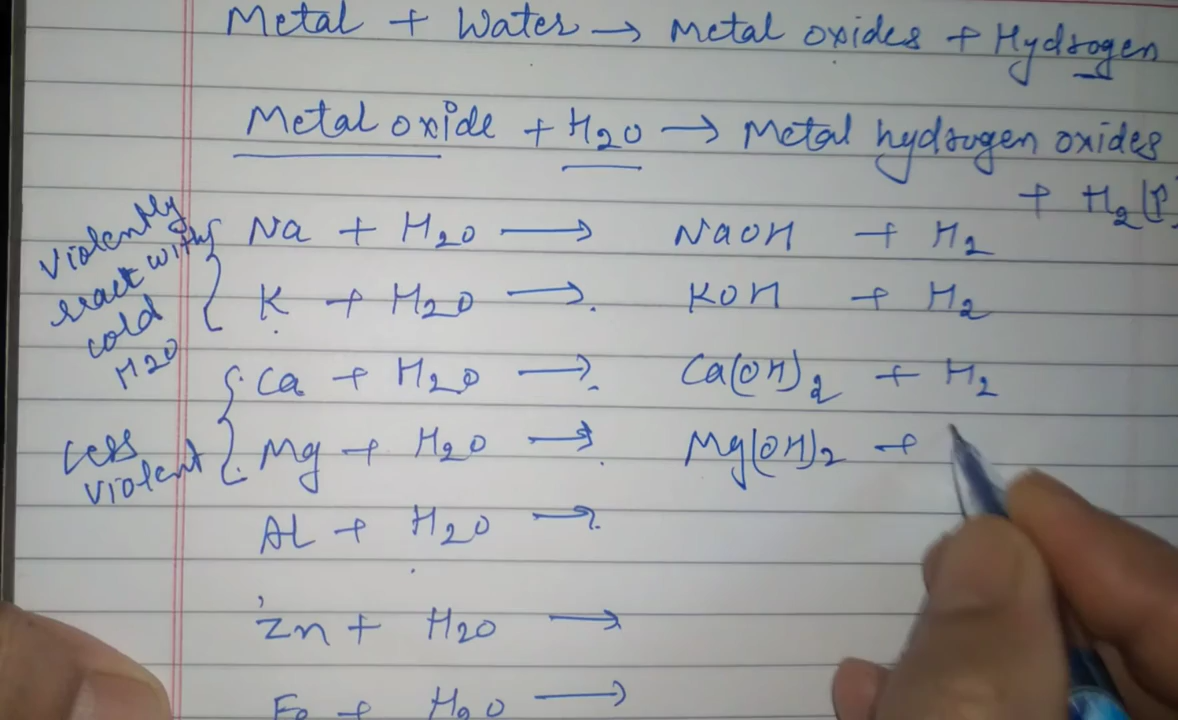 Metal + Water → Metal oxides + Hydrogen
Metal oxide + H2O → Metal hydrogen oxides
+ H2(
Violently react with cold H2O
Na + H2O → NaOH + H2
K + H2O → KOH + H2
Less violent
Ca + H2O → Ca(OH)2 + H2
Mg + H2O → Mg(OH)2 +
Al + H2O →
Zn + H2O →
Fe + H2O →